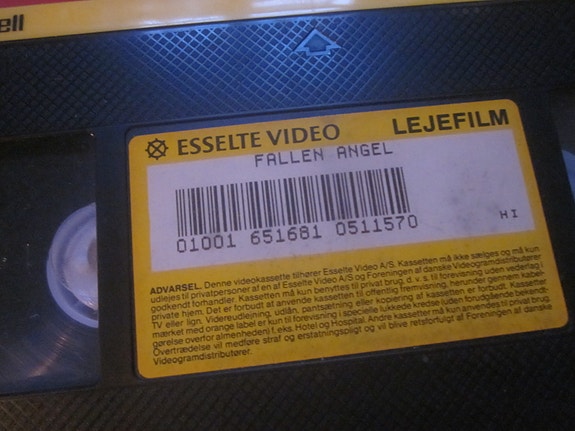 ell
ESSELTE VIDEO LEJEFILM
FALLEN ANGEL
01001 651681 0511570
HI
ADVARSEL. Denne videokassette tilhører Esselte Video A/S. Kassetten må ikke sælges og må kun
udlejes til privatpersoner af en af Esselte Video A/S og Foreningen af danske Videogramdistributører
godkendt forhandler. Kassetten må kun benyttes til privat brug, d. v. s. til forevisning uden vederlag i
private hjem. Det er forbudt at anvende kassetten til offentlig fremvisning, herunder igennem kabel-
TV eller lign. Videreudlejning, udlån, pantsætning eller kopiering af kassetten er forbudt. Kassetter
mærket med orange label er kun til forevisning i specielle lukkede kredse (uden forudgående bekendt-
gørelse overfor almenheden) f.eks. Hotel og Hospital. Andre kassetter må kun anvendes til privat brug.
Overtrædelse vil medføre straf og erstatningspligt og vil blive retsforfulgt af Foreningen af danske
Videogramdistributører.